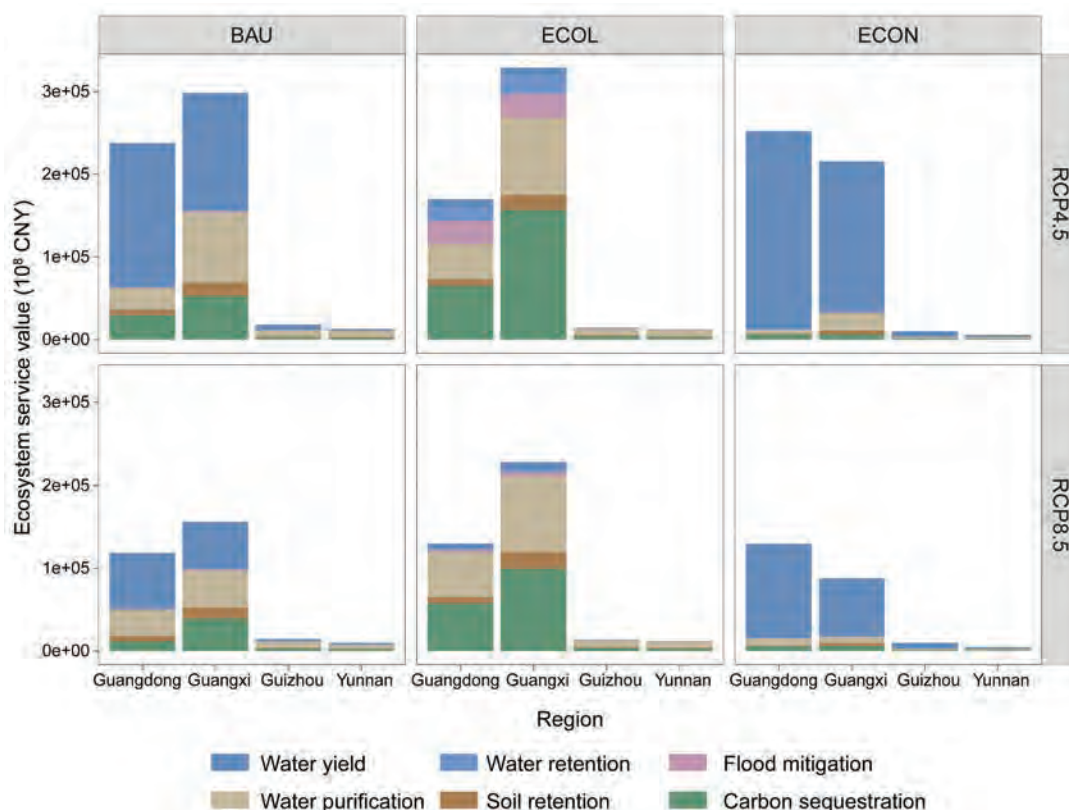 BAU ECOL ECON
Ecosystem service value (10⁸ CNY)
3e+05
2e+05
1e+05
0e+00
RCP4.5
3e+05
2e+05
1e+05
0e+00
RCP8.5
Guangdong Guangxi Guizhou Yunnan Guangdong Guangxi Guizhou Yunnan Guangdong Guangxi Guizhou Yunnan
Region
Water yield Water retention Flood mitigation
Water purification Soil retention Carbon sequestration